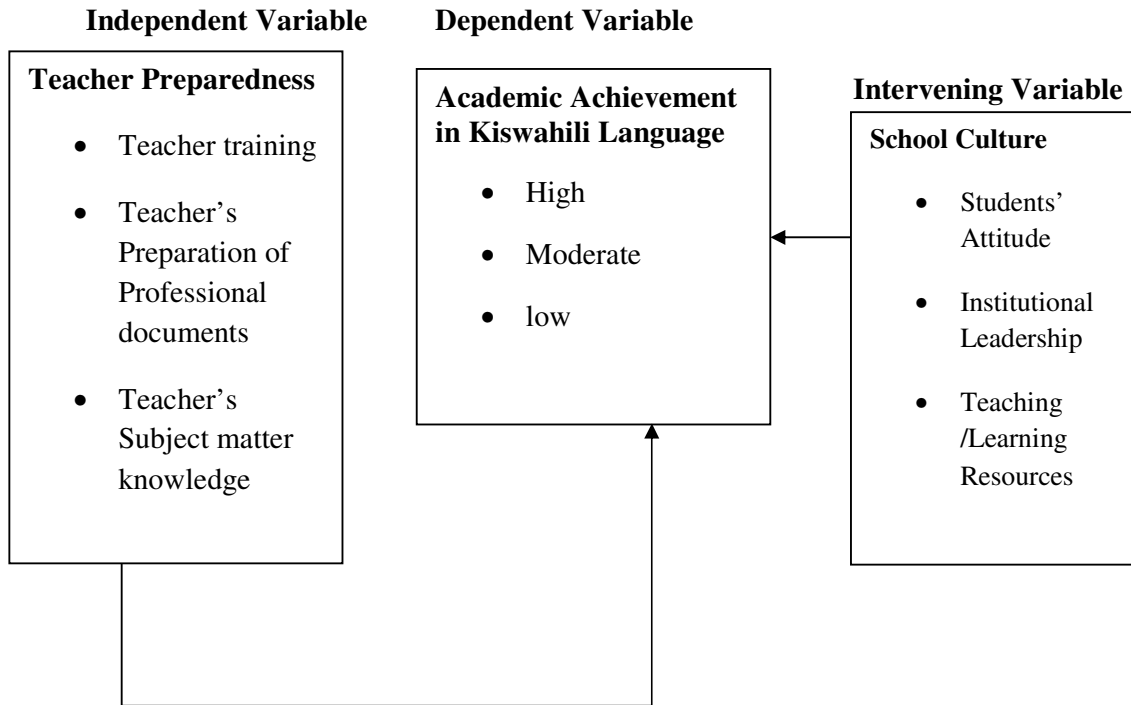 Independent Variable
Teacher Preparedness
• Teacher training
• Teacher’s
Preparation of
Professional
documents
• Teacher’s
Subject matter
knowledge
Dependent Variable
Academic Achievement
in Kiswahili Language
• High
• Moderate
• low
Intervening Variable
School Culture
• Students’
Attitude
• Institutional
Leadership
• Teaching
/Learning
Resources